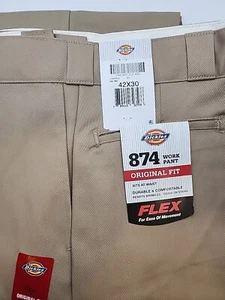 Dickies
42X30
Dickies
874 WORK PANT
ORIGINAL FIT
SITS AT WAIST
DURABLE & COMFORTABLE
FLEX
For Ease Of Movement
Dickies